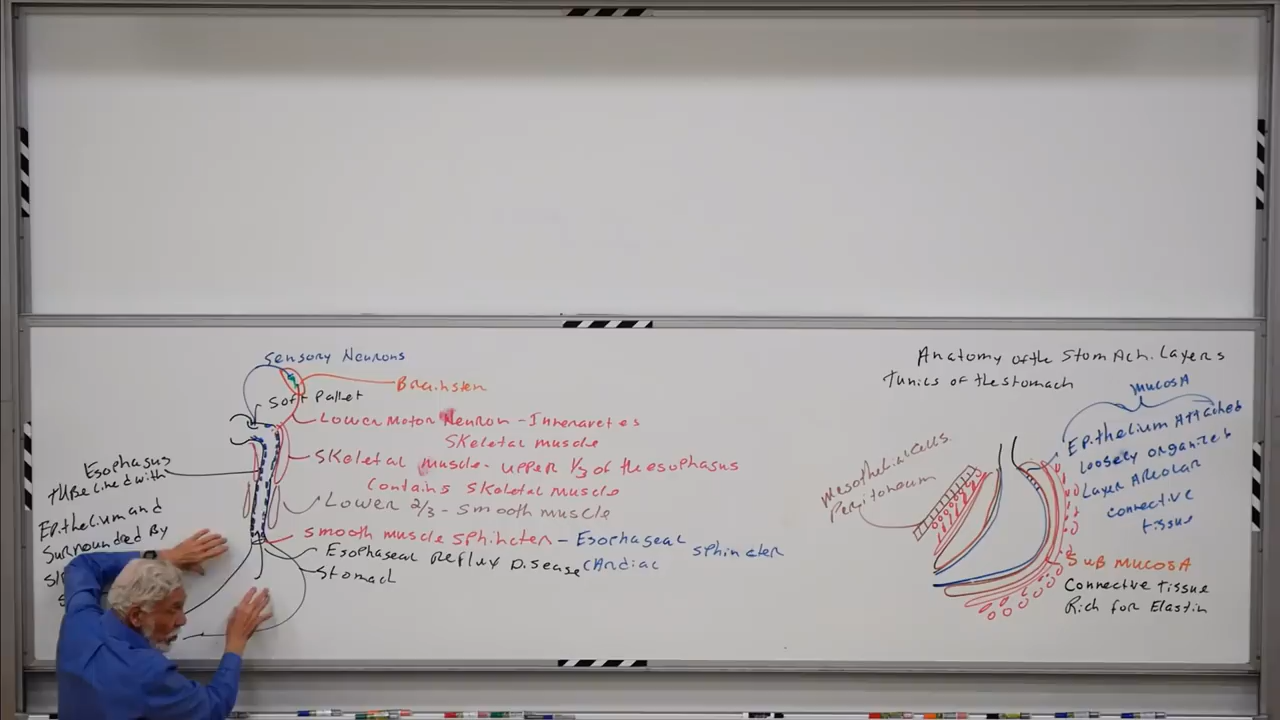 Sensory Neurons
Brainstem
Soft Pallet
Lower Motor Neuron - Innervates
Skeletal muscle
Skeletal muscle - upper 1/3 of the esophagus
contains skeletal muscle
Lower 2/3 - Smooth muscle
Esophagus
tube lined with
Epithelium and
Surrounded By
smooth muscle sphincter - Esophageal sphincter
Cardiac
Esophageal Reflux Disease
Stomach
Anatomy of the Stomach. Layers
Tunics of the stomach
mucosa
Epethelium Attached
loosely organized
Layer Areolar
connective
tissue
Mesothelial cells.
Peritoneum
Sub mucosa
Connective Tissue
Rich for Elastin